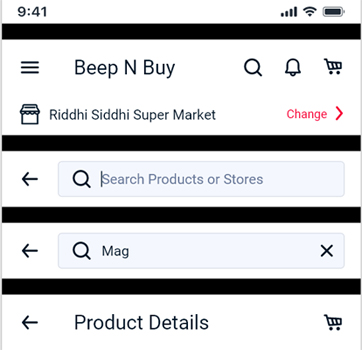 9:41
Beep N Buy
Riddhi Siddhi Super Market Change
Search Products or Stores
Mag
Product Details